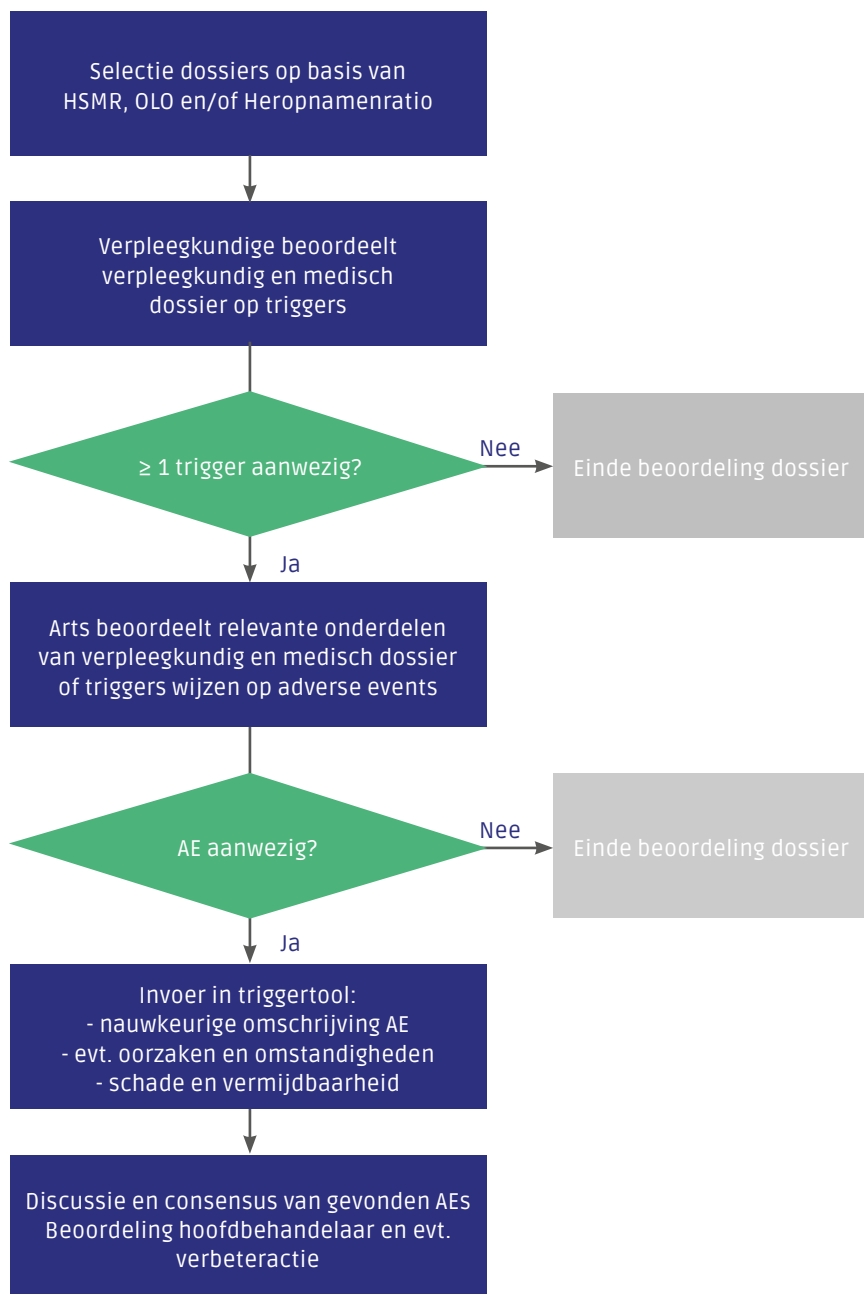 Selectie dossiers op basis van
HSMR, OLO en/of Heropnamenratio
Verpleegkundige beoordeelt
verpleegkundig en medisch
dossier op triggers
≥ 1 trigger aanwezig?
Nee
Einde beoordeling dossier
Ja
Arts beoordeelt relevante onderdelen
van verpleegkundig en medisch dossier
of triggers wijzen op adverse events
AE aanwezig?
Nee
Einde beoordeling dossier
Ja
Invoer in triggertool:
- nauwkeurige omschrijving AE
- evt. oorzaken en omstandigheden
- schade en vermijdbaarheid
Discussie en consensus van gevonden AEs
Beoordeling hoofdbehandelaar en evt.
verbeteractie